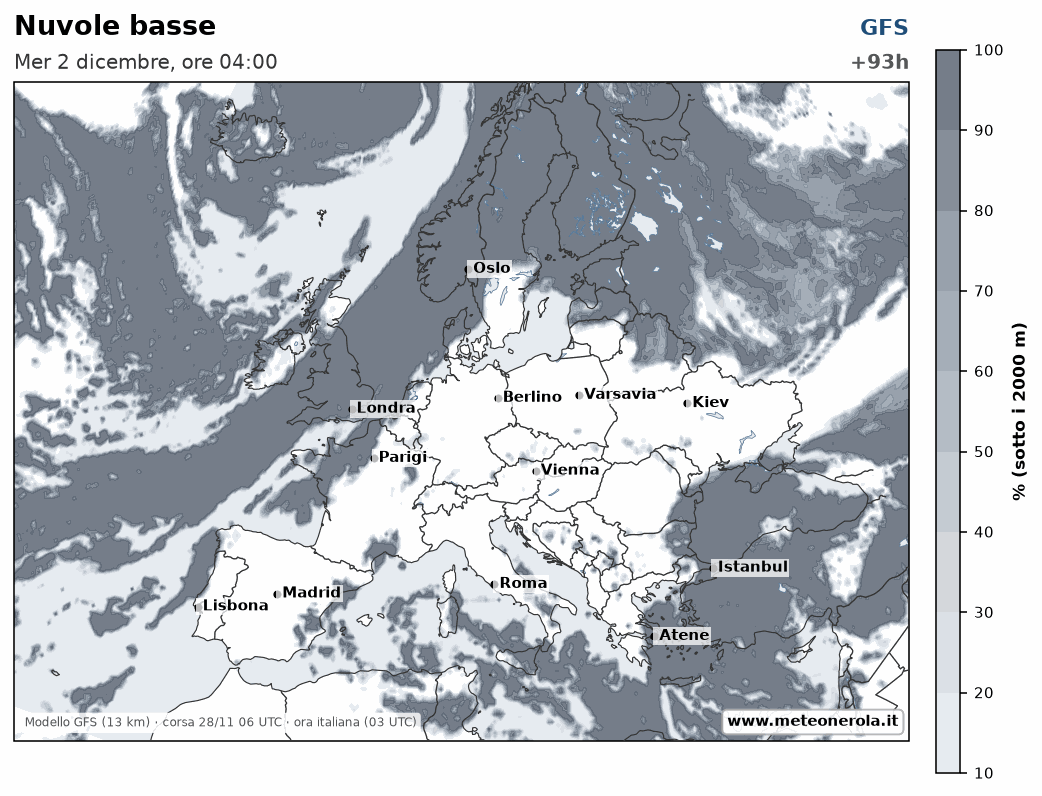 Nuvole basse
GFS
Mer 2 dicembre, ore 04:00
+93h
100
90
80
70
60
50
40
30
20
10
% (sotto i 2000 m)
Oslo
Londra
Berlino
Varsavia
Kiev
Parigi
Vienna
Istanbul
Roma
Madrid
Lisbona
Atene
Modello GFS (13 km) · corsa 28/11 06 UTC · ora italiana (03 UTC)
www.meteonerola.it